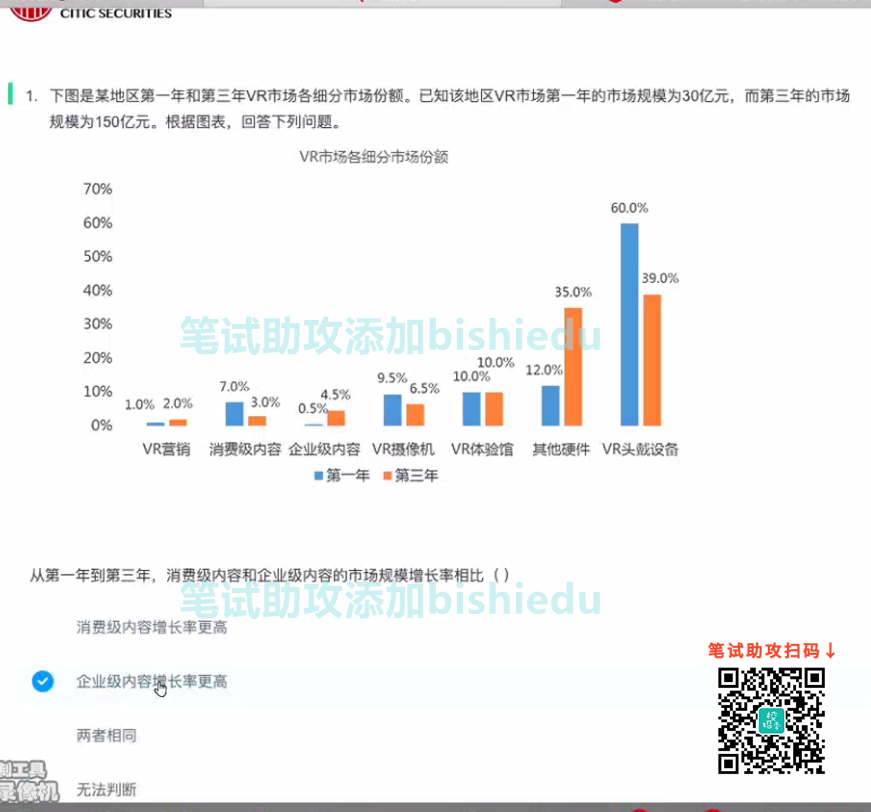 CITIC SECURITIES
1. 下图是某地区第一年和第三年VR市场各细分市场份额。已知该地区VR市场第一年的市场规模为30亿元，而第三年的市场
规模为150亿元。根据图表，回答下列问题。
VR市场各细分市场份额
70%
60%
50%
40%
30%
20%
10%
0%
1.0% 2.0% 7.0% 3.0% 0.5% 4.5% 9.5% 6.5% 10.0% 10.0% 12.0% 35.0% 60.0% 39.0%
VR营销 消费级内容 企业级内容 VR摄像机 VR体验馆 其他硬件 VR头戴设备
第一年 第三年
笔试助攻添加bishiedu
从第一年到第三年，消费级内容和企业级内容的市场规模增长率相比（ ）
笔试助攻添加bishiedu
消费级内容增长率更高
企业级内容增长率更高
两者相同
无法判断
笔试助攻扫码↓
制工具
录像机